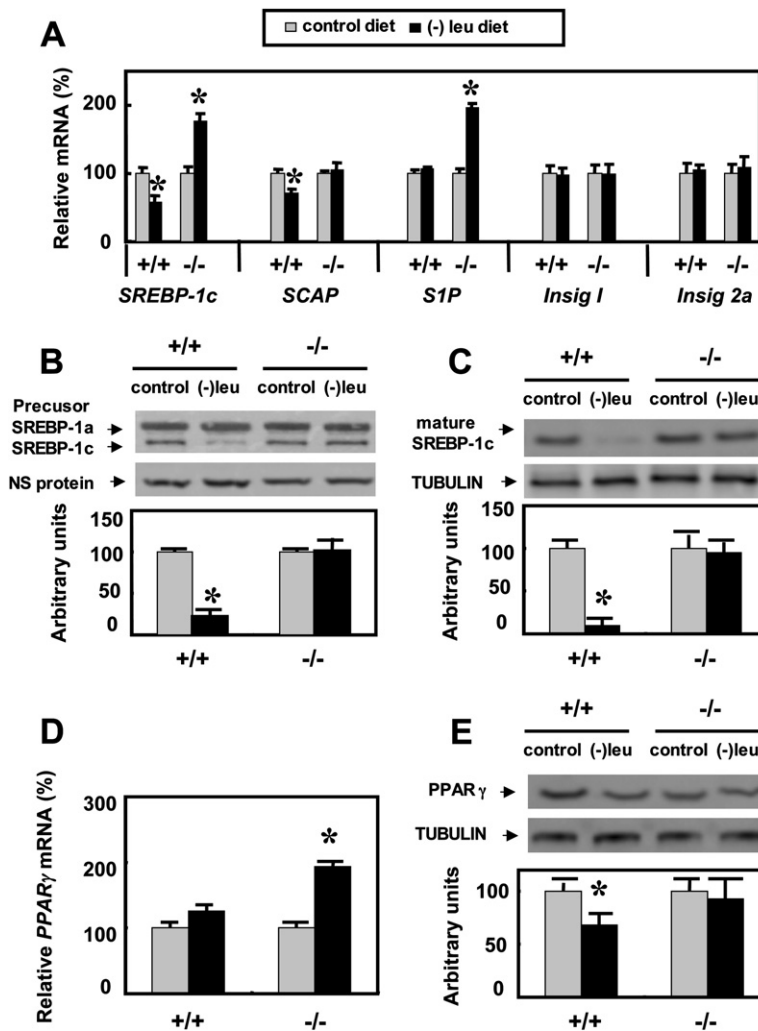 control diet (-) leu diet
A
Relative mRNA (%)
200
100
0
* * * *
+/+ -/- +/+ -/- +/+ -/- +/+ -/- +/+ -/-
SREBP-1c SCAP S1P Insig I Insig 2a
B
+/+ -/-
control (-)leu control (-)leu
Precusor
SREBP-1a
SREBP-1c
NS protein
Arbitrary units
150
100
50
0
*
+/+ -/-
C
+/+ -/-
control (-)leu control (-)leu
mature
SREBP-1c
TUBULIN
Arbitrary units
150
100
50
0
*
+/+ -/-
D
Relative PPARγ mRNA (%)
300
200
100
0
*
+/+ -/-
E
+/+ -/-
control (-)leu control (-)leu
PPAR γ
TUBULIN
Arbitrary units
100
50
0
*
+/+ -/-